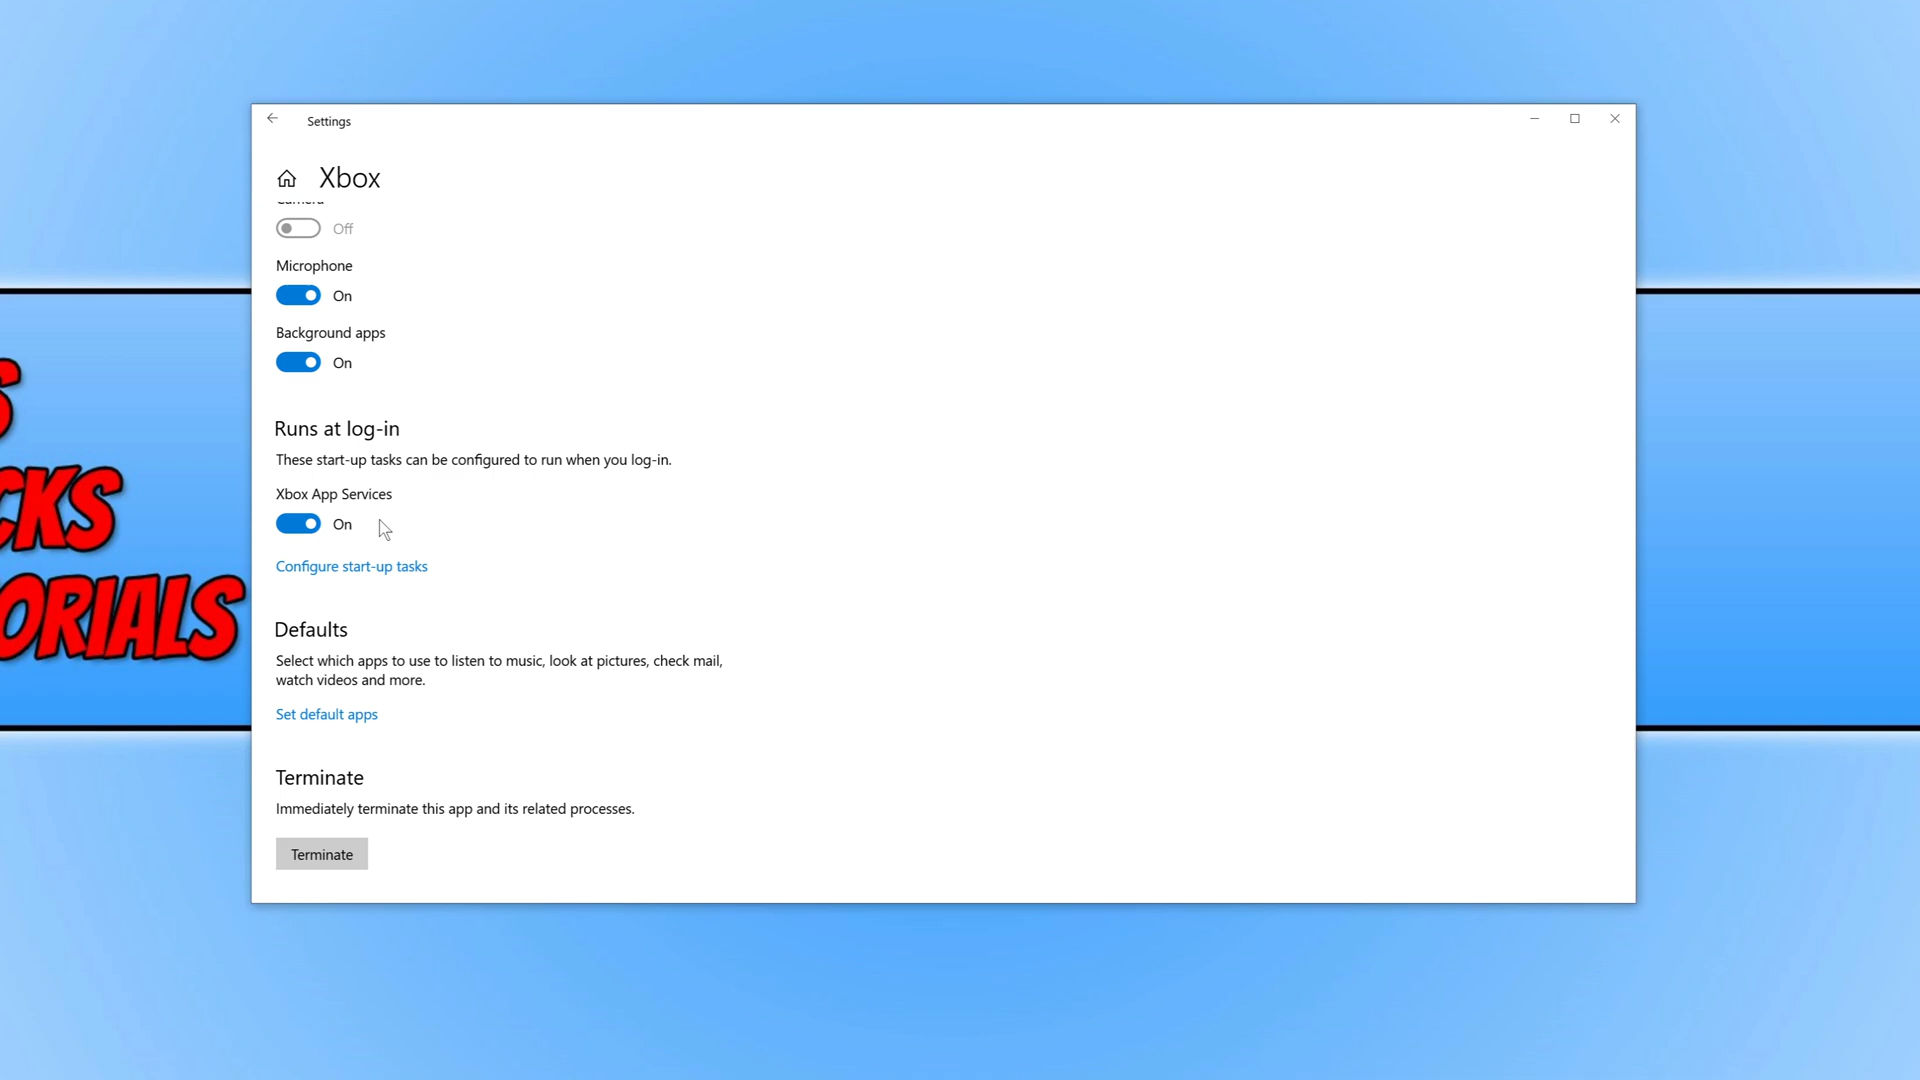 Settings
Xbox
Camera
Off
Microphone
On
Background apps
On
Runs at log-in
These start-up tasks can be configured to run when you log-in.
Xbox App Services
On
Configure start-up tasks
Defaults
Select which apps to use to listen to music, look at pictures, check mail,
watch videos and more.
Set default apps
Terminate
Immediately terminate this app and its related processes.
Terminate
S
CKS
ORIALS